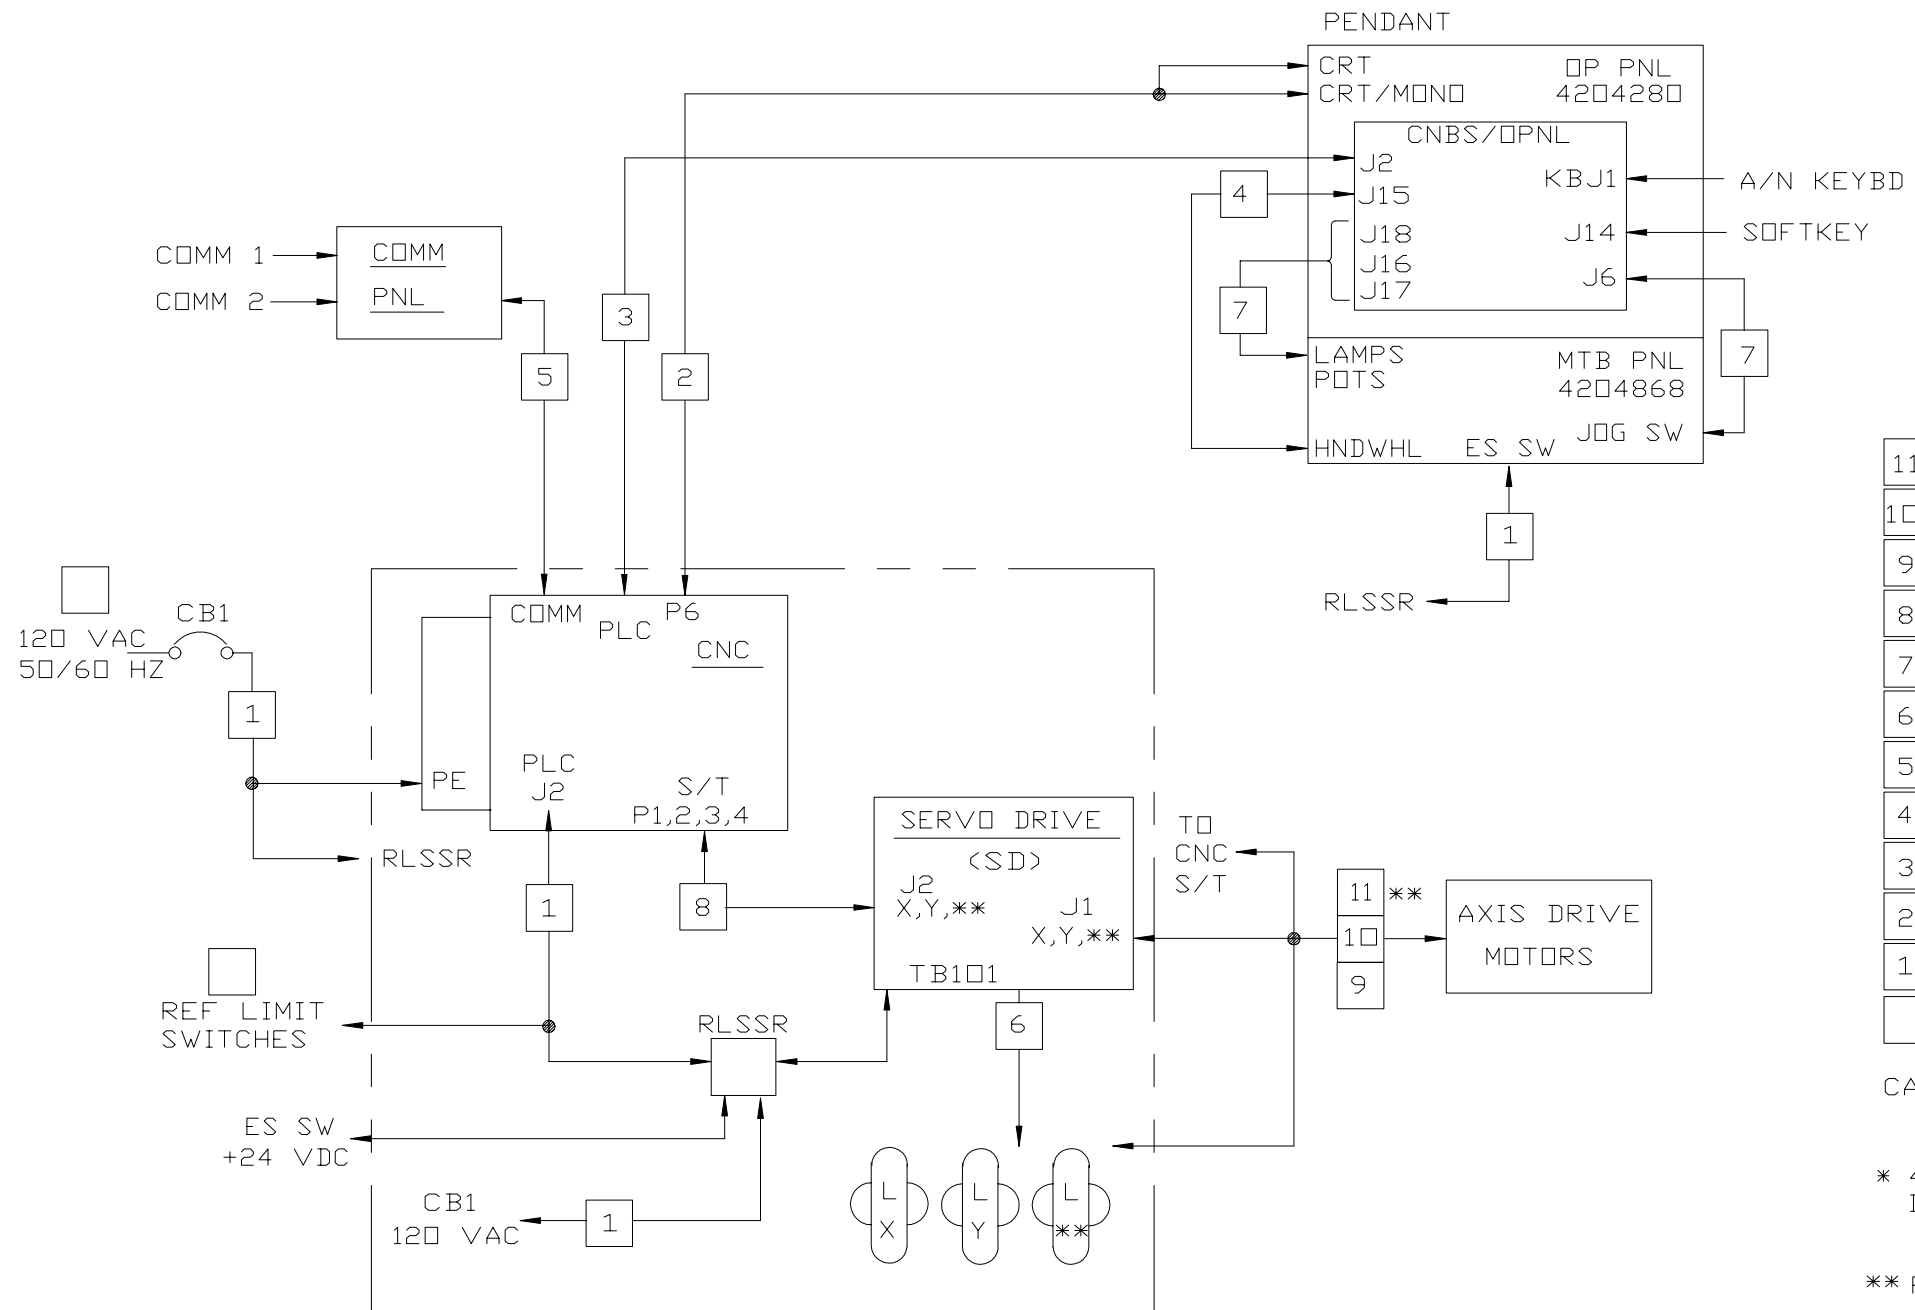 PENDANT
CRT
OP PNL
CRT/MONO
4204280
CNBS/OPNL
J2
KBJ1
A/N KEYBD
4
J15
J18
J14
SOFTKEY
J16
J17
J6
7
7
LAMPS
POTS
MTB PNL
4204868
JOG SW
HNDWHL
ES SW
1
RLSSR
COMM 1
COMM
COMM 2
PNL
3
5
2
120 VAC
50/60 HZ
CB1
1
COMM
PLC
P6
CNC
PE
PLC
J2
S/T
P1,2,3,4
RLSSR
1
8
SERVO DRIVE
(SD)
J2
X,Y,**
J1
X,Y,**
TB101
TO
CNC
S/T
11 **
10
9
AXIS DRIVE
MOTORS
REF LIMIT
SWITCHES
RLSSR
6
ES SW
+24 VDC
CB1
120 VAC
1
L
X
L
Y
L
**
11
10
9
8
7
6
5
4
3
2
1
*
**